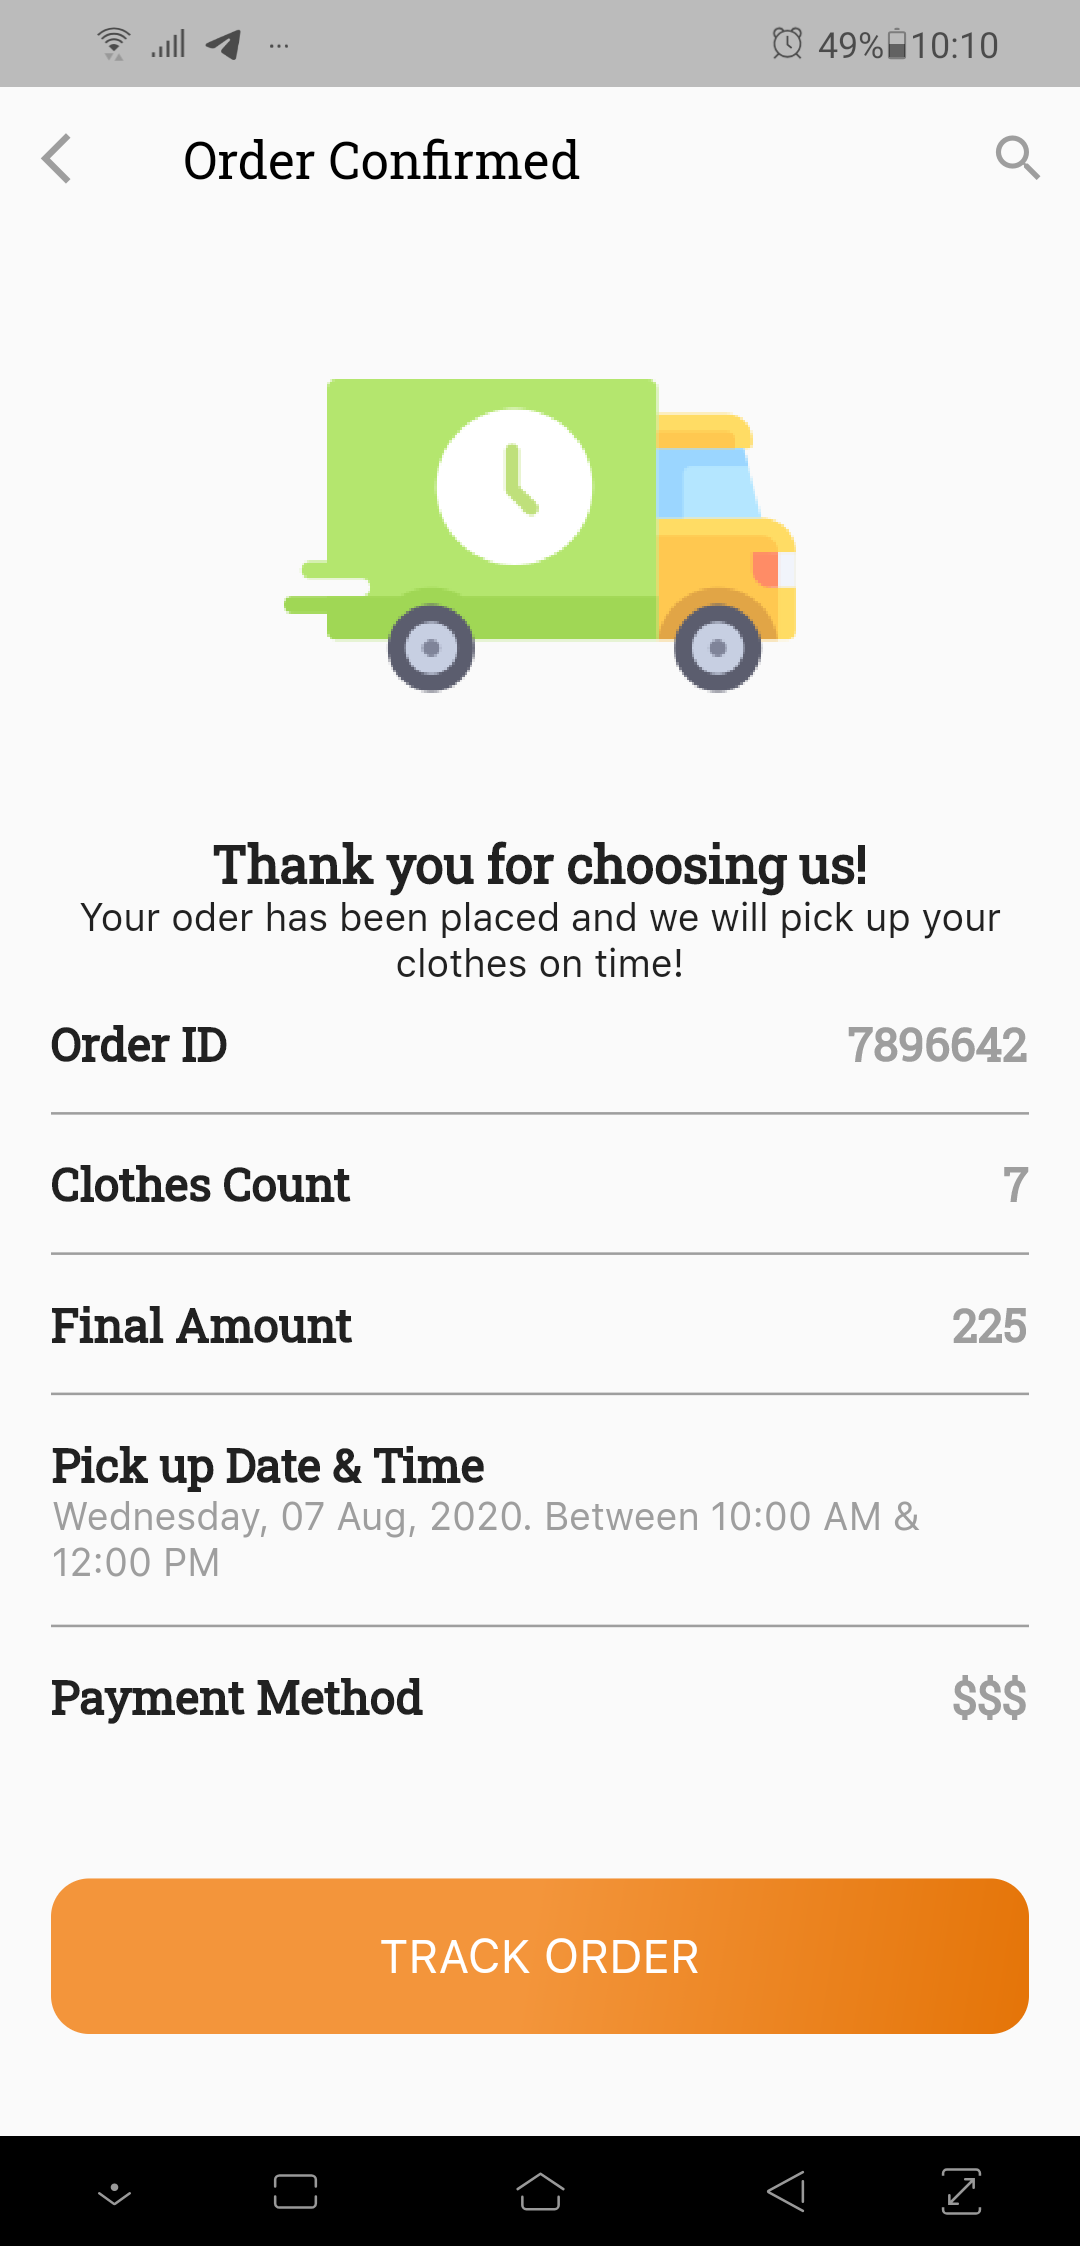 49% 10:10
Order Confirmed
Thank you for choosing us!
Your oder has been placed and we will pick up your
clothes on time!
Order ID 7896642
Clothes Count 7
Final Amount 225
Pick up Date & Time
Wednesday, 07 Aug, 2020. Between 10:00 AM &
12:00 PM
Payment Method $$$
TRACK ORDER